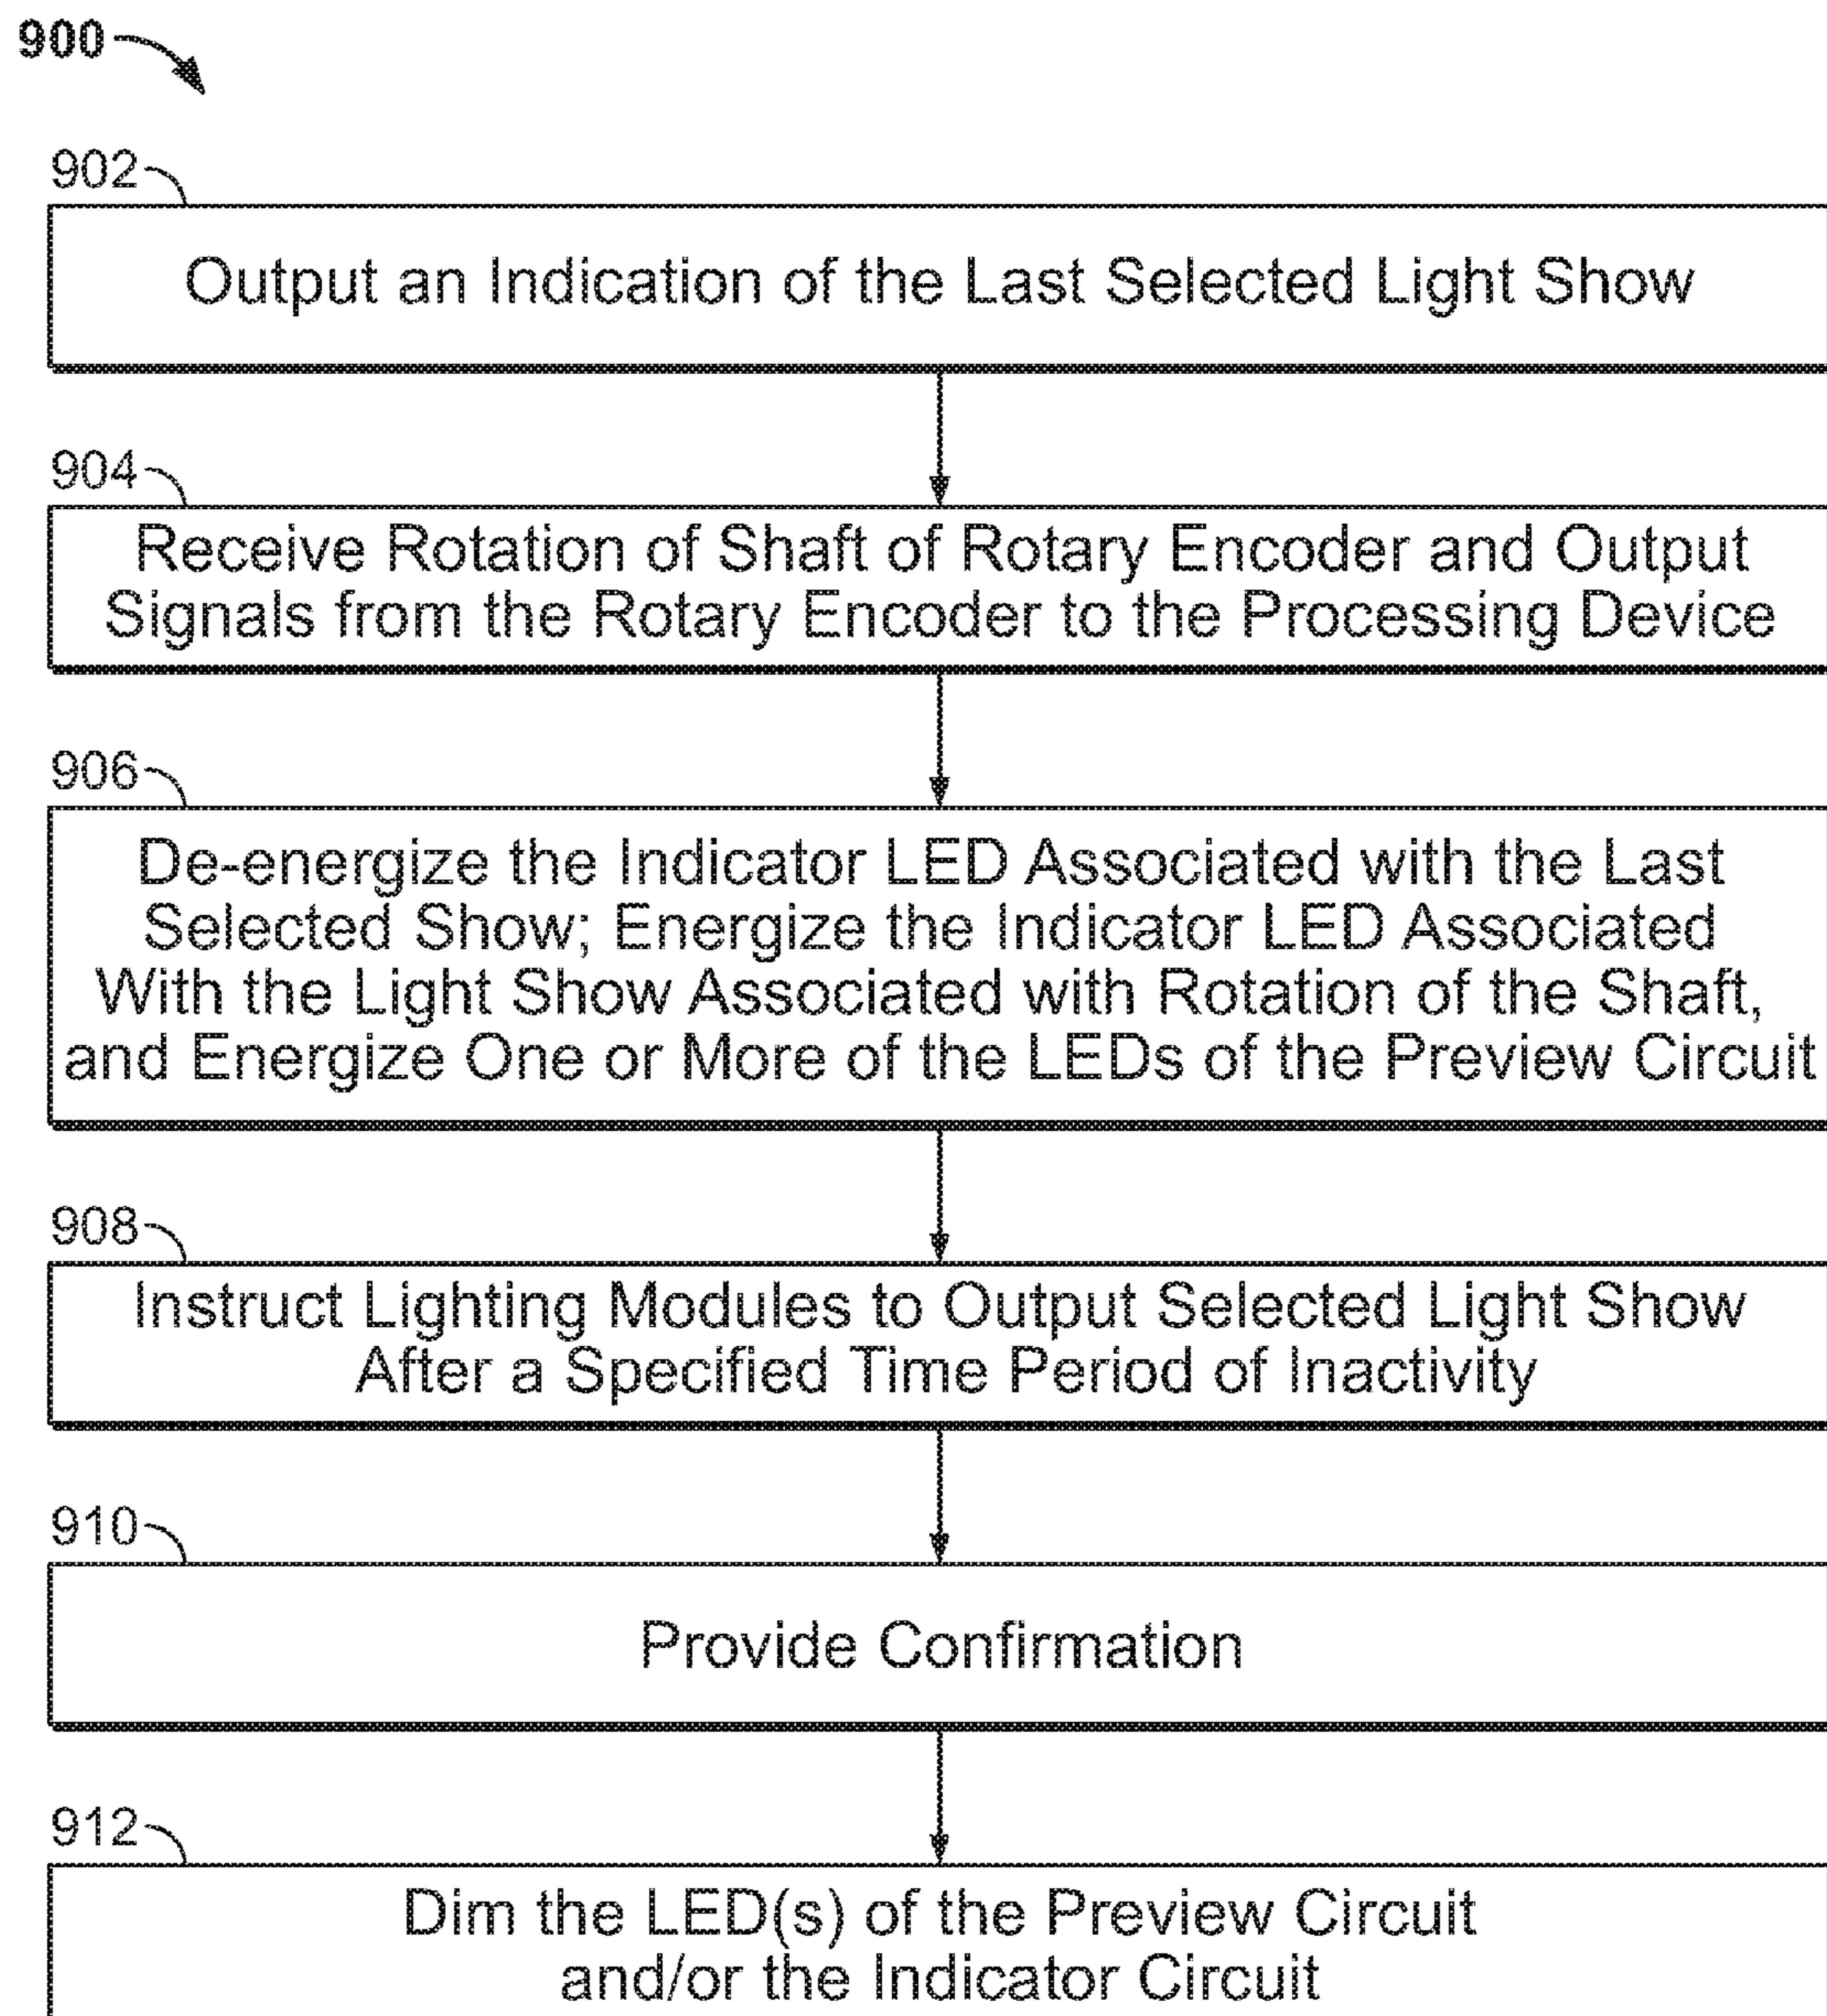 900
902
Output an Indication of the Last Selected Light Show
904
Receive Rotation of Shaft of Rotary Encoder and Output
Signals from the Rotary Encoder to the Processing Device
906
De-energize the Indicator LED Associated with the Last
Selected Show; Energize the Indicator LED Associated
With the Light Show Associated with Rotation of the Shaft,
and Energize One or More of the LEDs of the Preview Circuit
908
Instruct Lighting Modules to Output Selected Light Show
After a Specified Time Period of Inactivity
910
Provide Confirmation
912
Dim the LED(s) of the Preview Circuit
and/or the Indicator Circuit